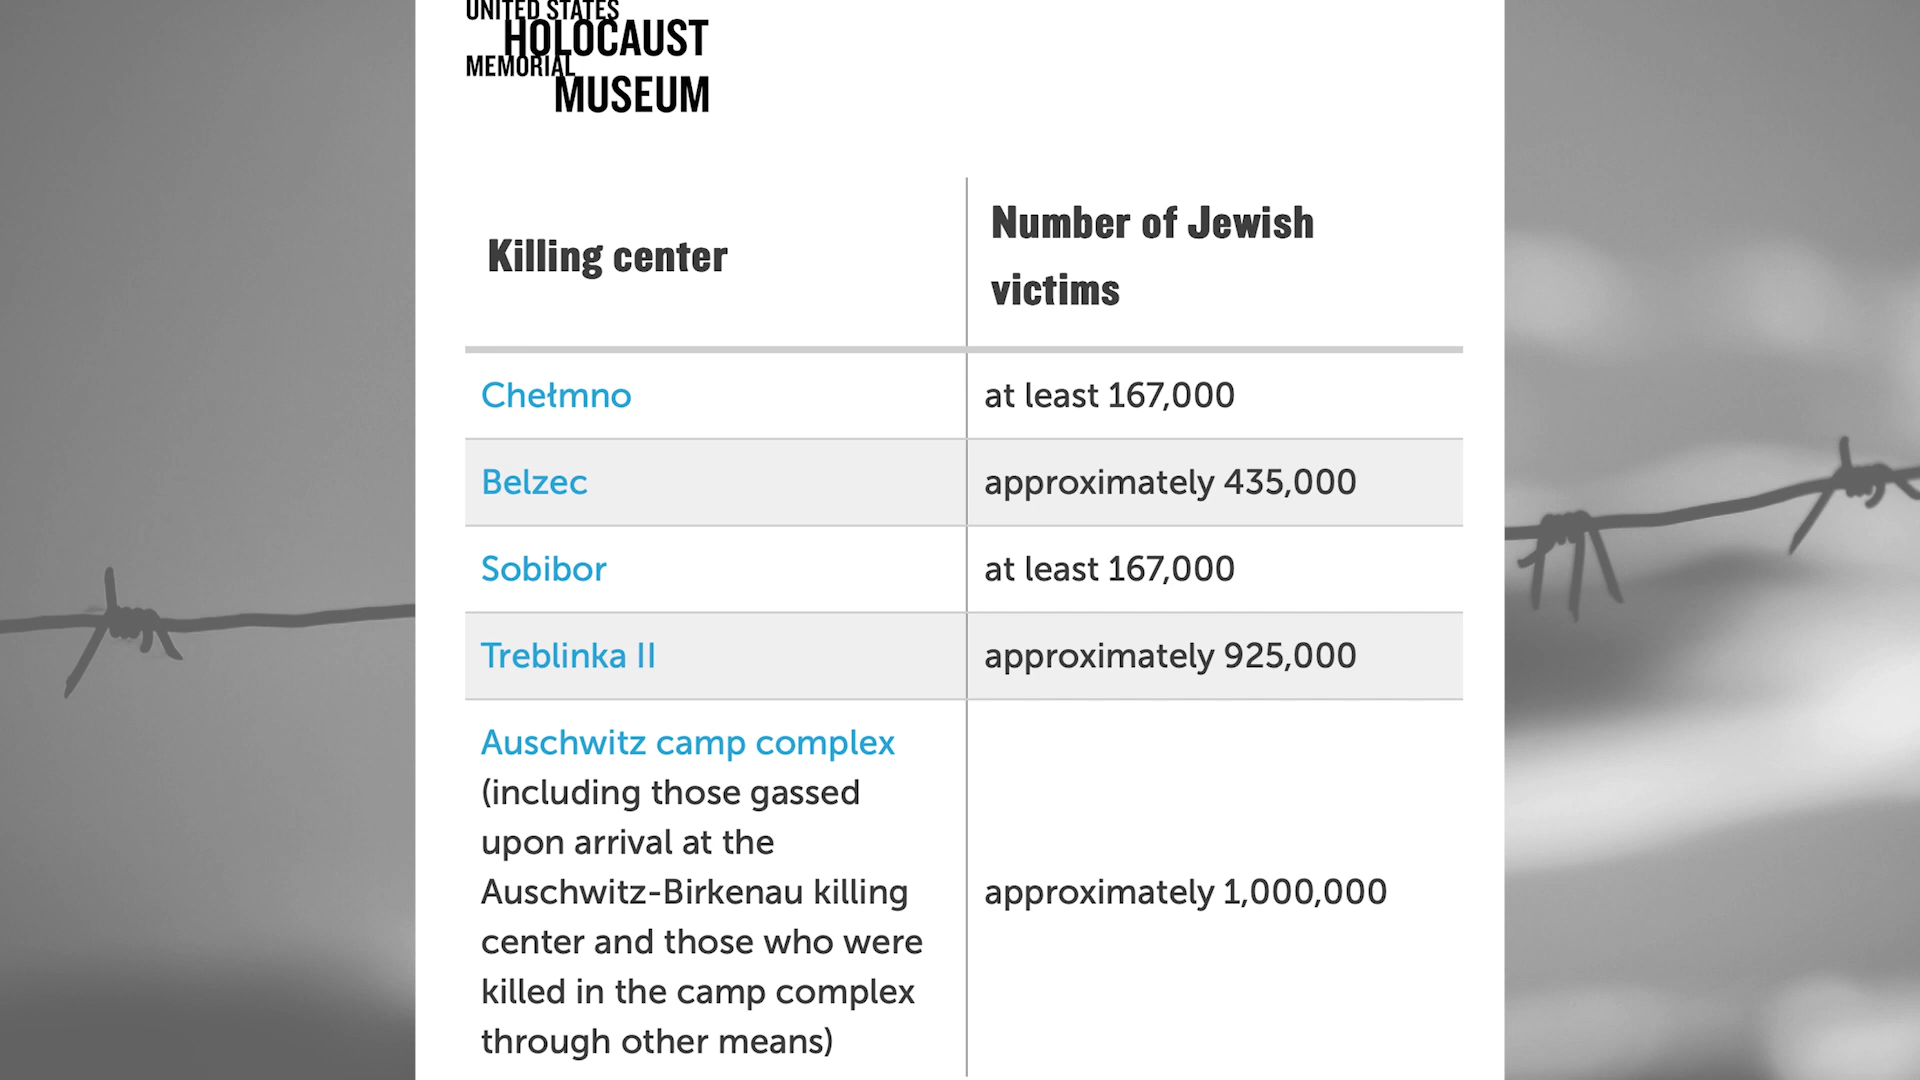 UNITED STATES
HOLOCAUST
MEMORIAL
MUSEUM
Killing center
Number of Jewish
victims
Chełmno
at least 167,000
Belzec
approximately 435,000
Sobibor
at least 167,000
Treblinka II
approximately 925,000
Auschwitz camp complex
(including those gassed
upon arrival at the
Auschwitz-Birkenau killing
center and those who were
killed in the camp complex
through other means)
approximately 1,000,000